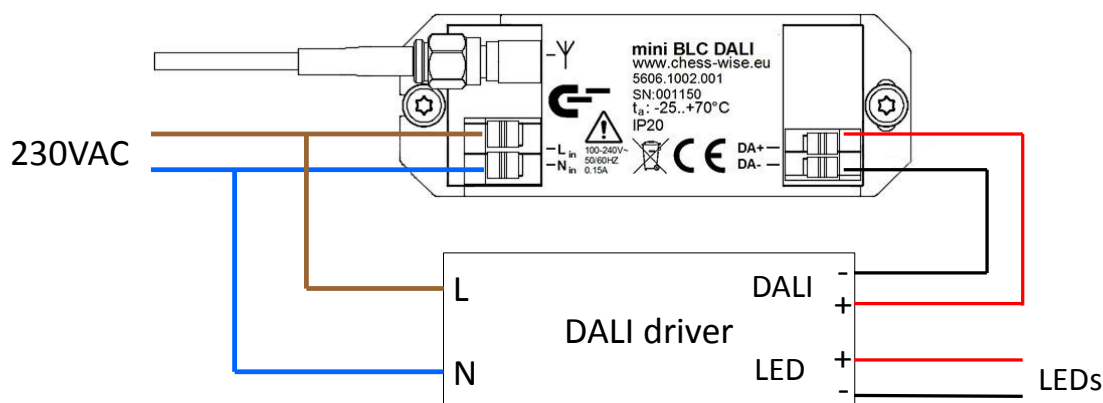 mini BLC DALI
www.chess-wise.eu
5606.1002.001
SN:001150
ta: -25..+70°C
IP20
230VAC
L in
N in
100-240V~
50/60HZ
0.15A
CE
DA+
DA-
L
N
DALI driver
DALI
-
+
LED
+
-
LEDs